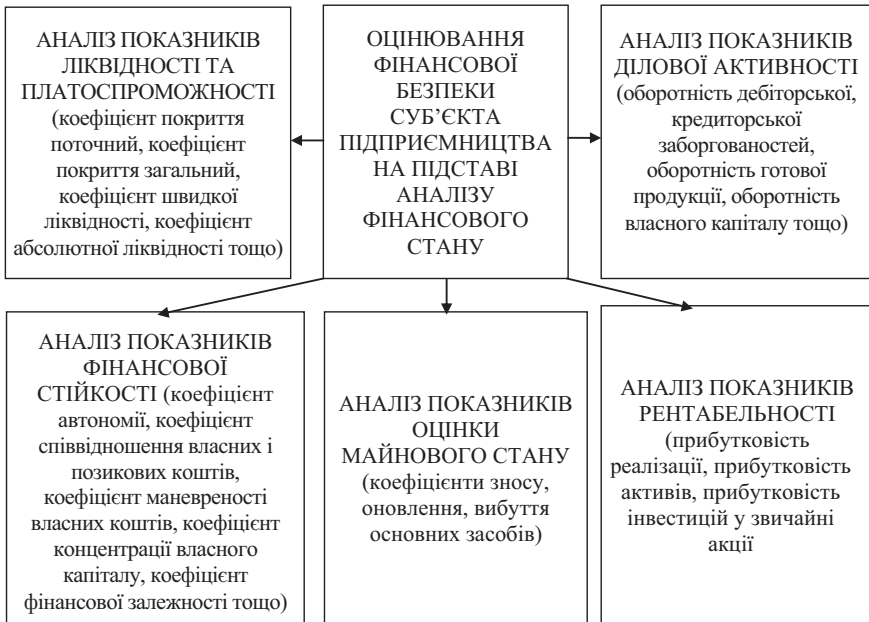 АНАЛІЗ ПОКАЗНИКІВ
ЛІКВІДНОСТІ ТА
ПЛАТОСПРОМОЖНОСТІ
(коефіцієнт покриття
поточний, коефіцієнт
покриття загальний,
коефіцієнт швидкої
ліквідності, коефіцієнт
абсолютної ліквідності тощо)
ОЦІНЮВАННЯ
ФІНАНСОВОЇ
БЕЗПЕКИ
СУБ’ЄКТА
ПІДПРИЄМНИЦТВА
НА ПІДСТАВІ
АНАЛІЗУ
ФІНАНСОВОГО
СТАНУ
АНАЛІЗ ПОКАЗНИКІВ
ДІЛОВОЇ АКТИВНОСТІ
(оборотність дебіторської,
кредиторської
заборгованостей,
оборотність готової
продукції, оборотність
власного капіталу тощо)
АНАЛІЗ ПОКАЗНИКІВ
ФІНАНСОВОЇ
СТІЙКОСТІ (коефіцієнт
автономії, коефіцієнт
співвідношення власних і
позикових коштів,
коефіцієнт маневреності
власних коштів, коефіцієнт
концентрації власного
капіталу, коефіцієнт
фінансової залежності тощо)
АНАЛІЗ ПОКАЗНИКІВ
ОЦІНКИ
МАЙНОВОГО СТАНУ
(коефіцієнти зносу,
оновлення, вибуття
основних засобів)
АНАЛІЗ ПОКАЗНИКІВ
РЕНТАБЕЛЬНОСТІ
(прибутковість
реалізації, прибутковість
активів, прибутковість
інвестицій у звичайні
акції